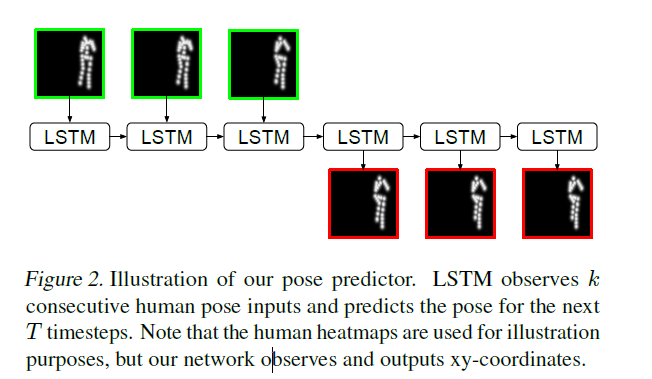 LSTM LSTM LSTM LSTM LSTM LSTM
Figure 2. Illustration of our pose predictor. LSTM observes k
consecutive human pose inputs and predicts the pose for the next
T timesteps. Note that the human heatmaps are used for illustration
purposes, but our network observes and outputs xy-coordinates.